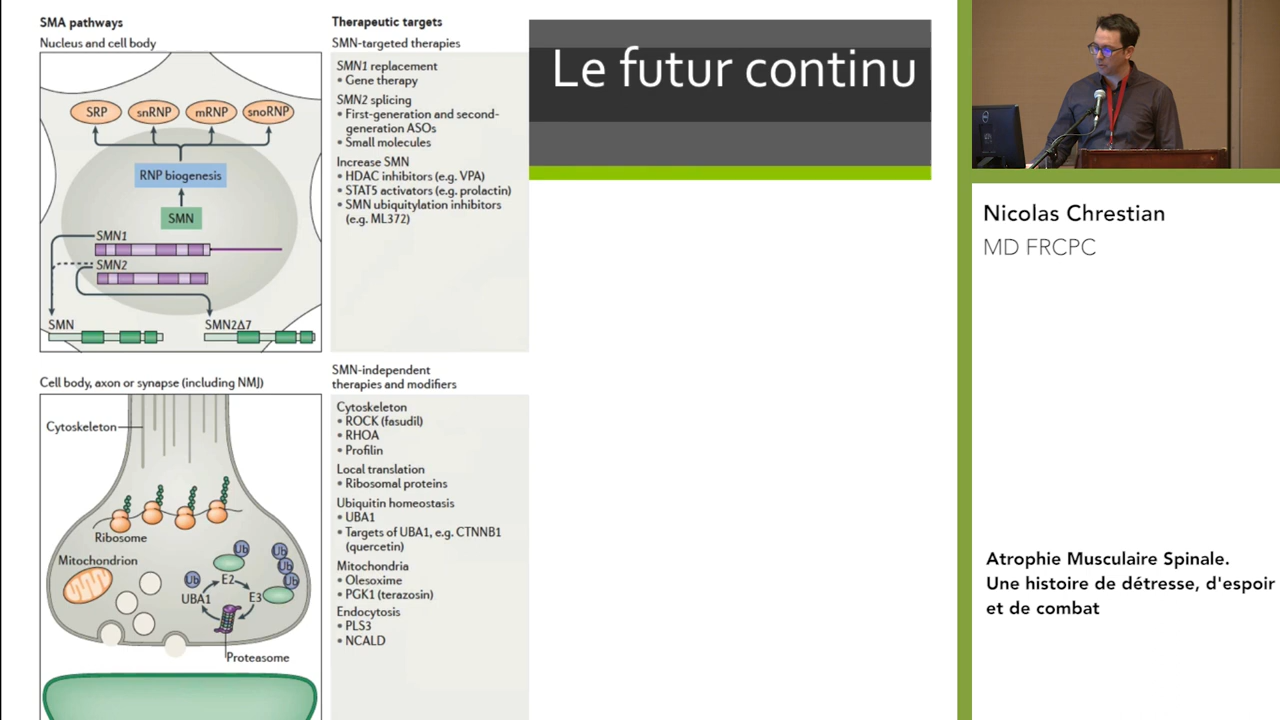 SMA pathways
Nucleus and cell body
SRP
snRNP
mRNP
snoRNP
RNP biogenesis
SMN
SMN1
SMN2
SMN
SMN2Δ7
Cell body, axon or synapse (including NMJ)
Cytoskeleton
Ribosome
Mitochondrion
Ub
Ub
Ub
Ub
Ub
E2
UBA1
E3
Proteasome
Therapeutic targets
SMN-targeted therapies
SMN1 replacement
• Gene therapy
SMN2 splicing
• First-generation and second-
generation ASOs
• Small molecules
Increase SMN
• HDAC inhibitors (e.g. VPA)
• STAT5 activators (e.g. prolactin)
• SMN ubiquitylation inhibitors
(e.g. ML372)
SMN-independent
therapies and modifiers
Cytoskeleton
• ROCK (fasudil)
• RHOA
• Profilin
Local translation
• Ribosomal proteins
Ubiquitin homeostasis
• UBA1
• Targets of UBA1, e.g. CTNNB1
(quercetin)
Mitochondria
• Olesoxime
• PGK1 (terazosin)
Endocytosis
• PLS3
• NCALD
Le futur continu
Nicolas Chrestian
MD FRCPC
Atrophie Musculaire Spinale.
Une histoire de détresse, d'espoir
et de combat